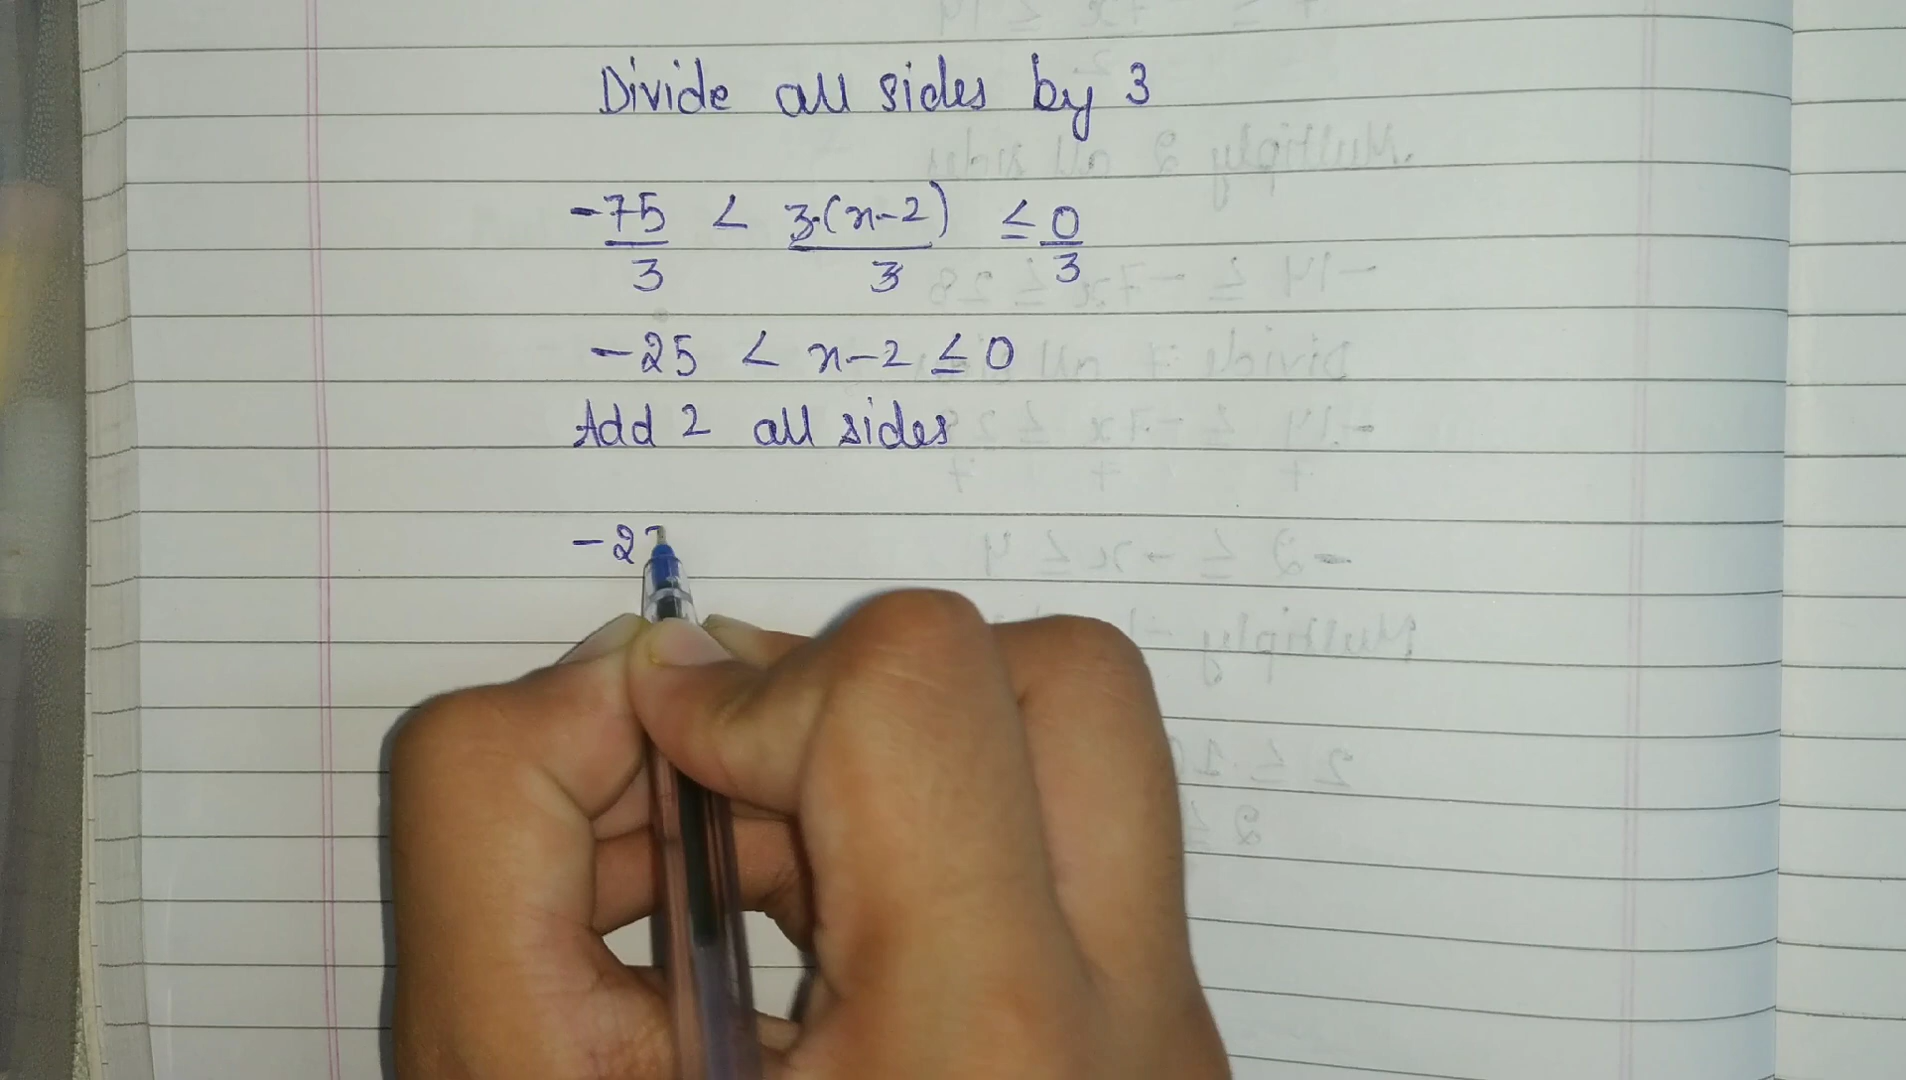 Divide all sides by 3
-75/3 < 3·(x-2)/3 ≤ 0/3
-25 < x-2 ≤ 0
Add 2 all sides
-2